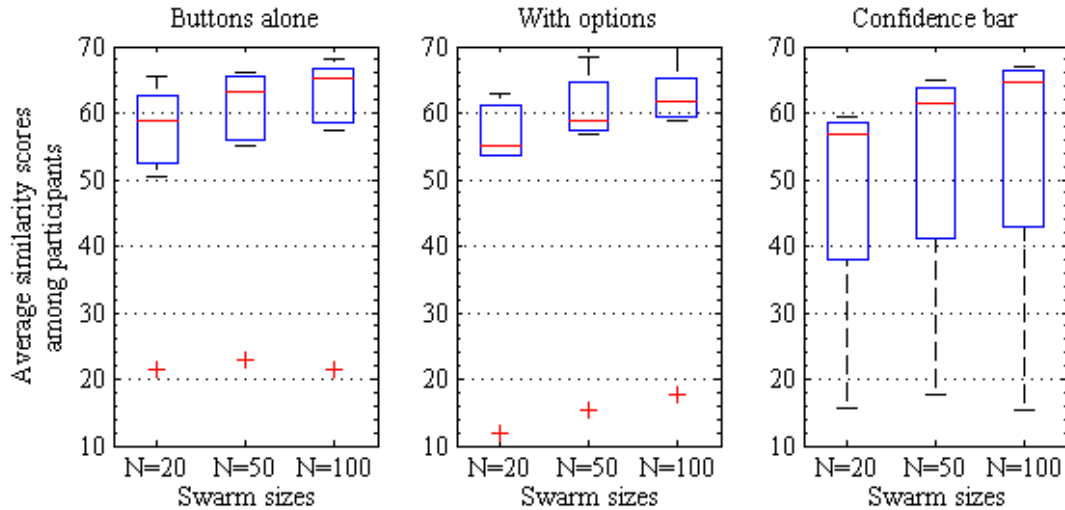 Buttons alone
With options
Confidence bar
Average similarity scores
among participants
70
60
50
40
30
20
10
N=20 N=50 N=100
Swarm sizes
70
60
50
40
30
20
10
N=20 N=50 N=100
Swarm sizes
70
60
50
40
30
20
10
N=20 N=50 N=100
Swarm sizes